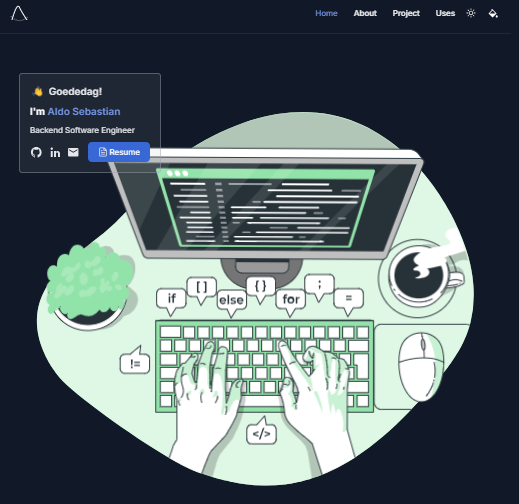 Home About Project Uses
👋 Goededag!
I'm Aldo Sebastian
Backend Software Engineer
Resume
if [ ] else { } for ; =
!=
</>